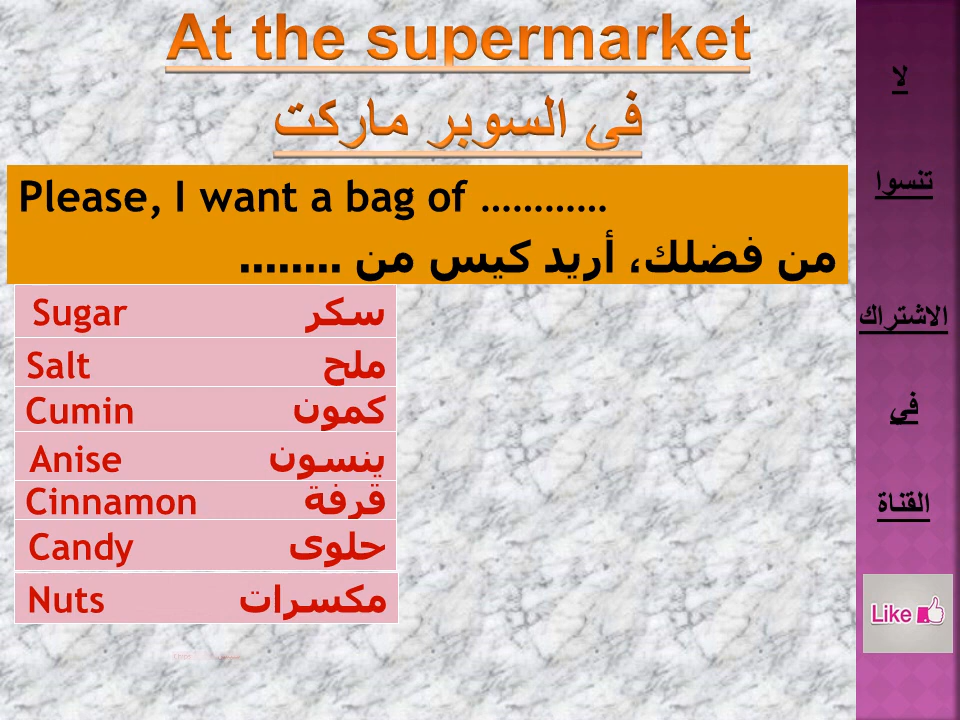 At the supermarket
فى السوبر ماركت
Please, I want a bag of ............
من فضلك، أريد كيس من ........
Sugar سكر
Salt ملح
Cumin كمون
Anise ينسون
Cinnamon قرفة
Candy حلوى
Nuts مكسرات
لا
تنسوا
الاشتراك
في
القناة
Like